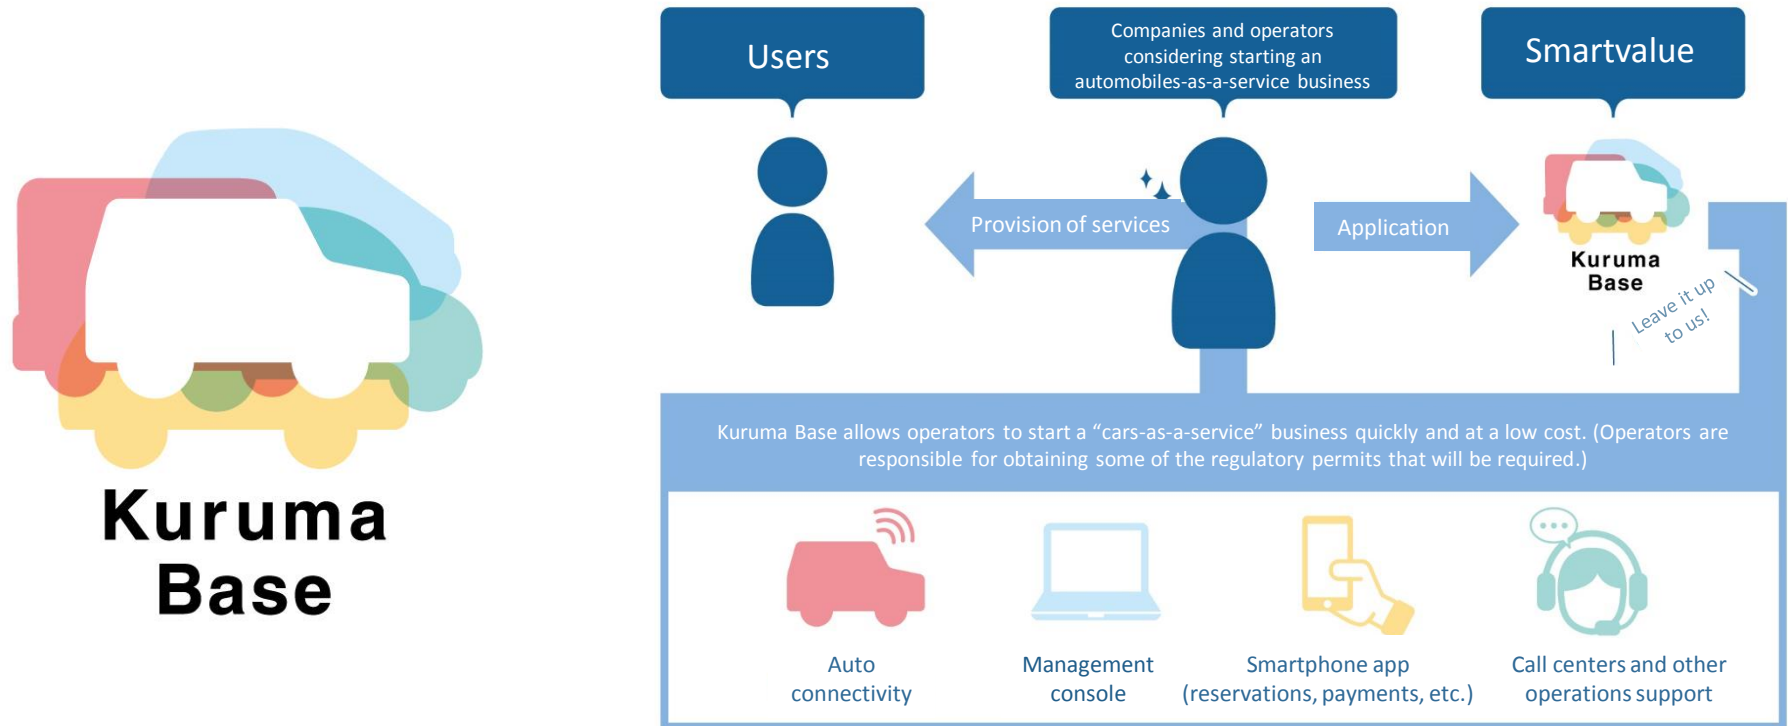 Kuruma
Base
Users
Companies and operators
considering starting an
automobiles-as-a-service business
Smartvalue
Provision of services
Application
Kuruma
Base
Leave it up
to us!
Kuruma Base allows operators to start a “cars-as-a-service” business quickly and at a low cost. (Operators are
responsible for obtaining some of the regulatory permits that will be required.)
Auto
connectivity
Management
console
Smartphone app
(reservations, payments, etc.)
Call centers and other
operations support